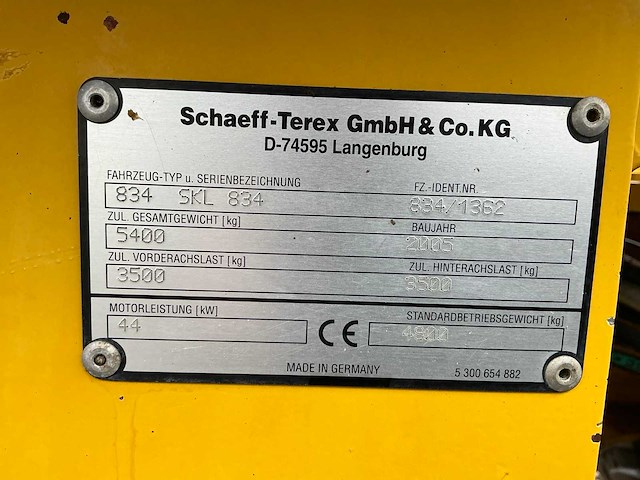 Schaeff-Terex GmbH & Co. KG
D-74595 Langenburg
FAHRZEUG-TYP u. SERIENBEZEICHNUNG FZ.-IDENT.NR.
834 SKL 834 834/1362
ZUL. GESAMTGEWICHT [kg] BAUJAHR
5400 2005
ZUL. VORDERACHSLAST [kg] ZUL. HINTERACHSLAST [kg]
3500 3500
MOTORLEISTUNG [kW] STANDARDBETRIEBSGEWICHT [kg]
44 CE 4800
MADE IN GERMANY 5 300 654 882